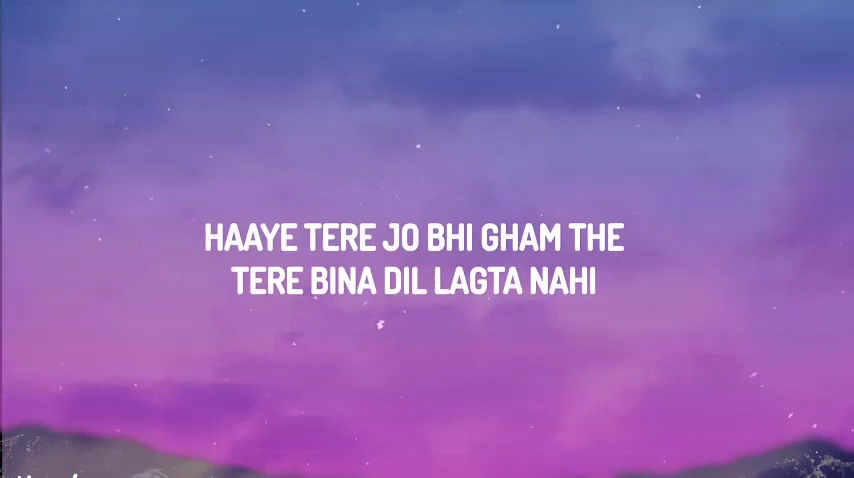 HAAYE TERE JO BHI GHAM THE
TERE BINA DIL LAGTA NAHI